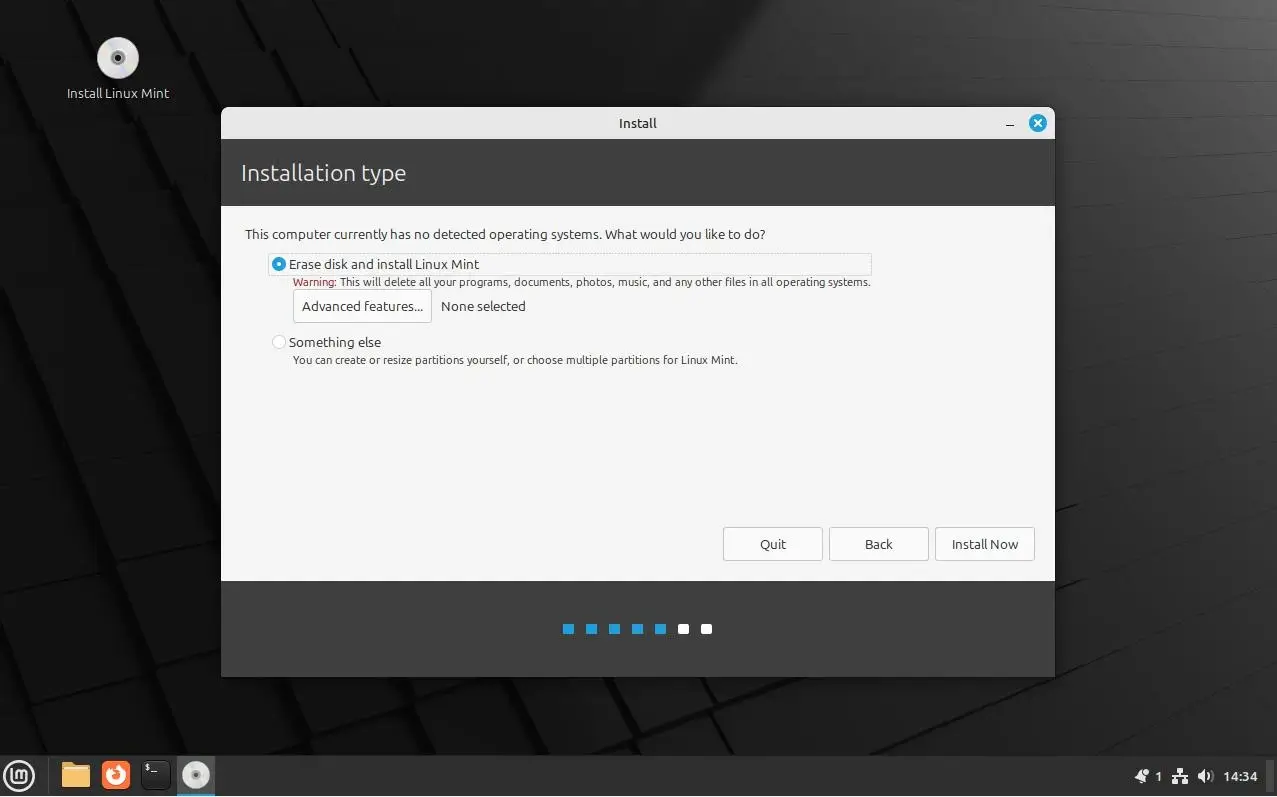 Install Linux Mint
Install
Installation type
This computer currently has no detected operating systems. What would you like to do?
Erase disk and install Linux Mint
Warning: This will delete all your programs, documents, photos, music, and any other files in all operating systems.
Advanced features... None selected
Something else
You can create or resize partitions yourself, or choose multiple partitions for Linux Mint.
Quit Back Install Now
$_ 1 14:34